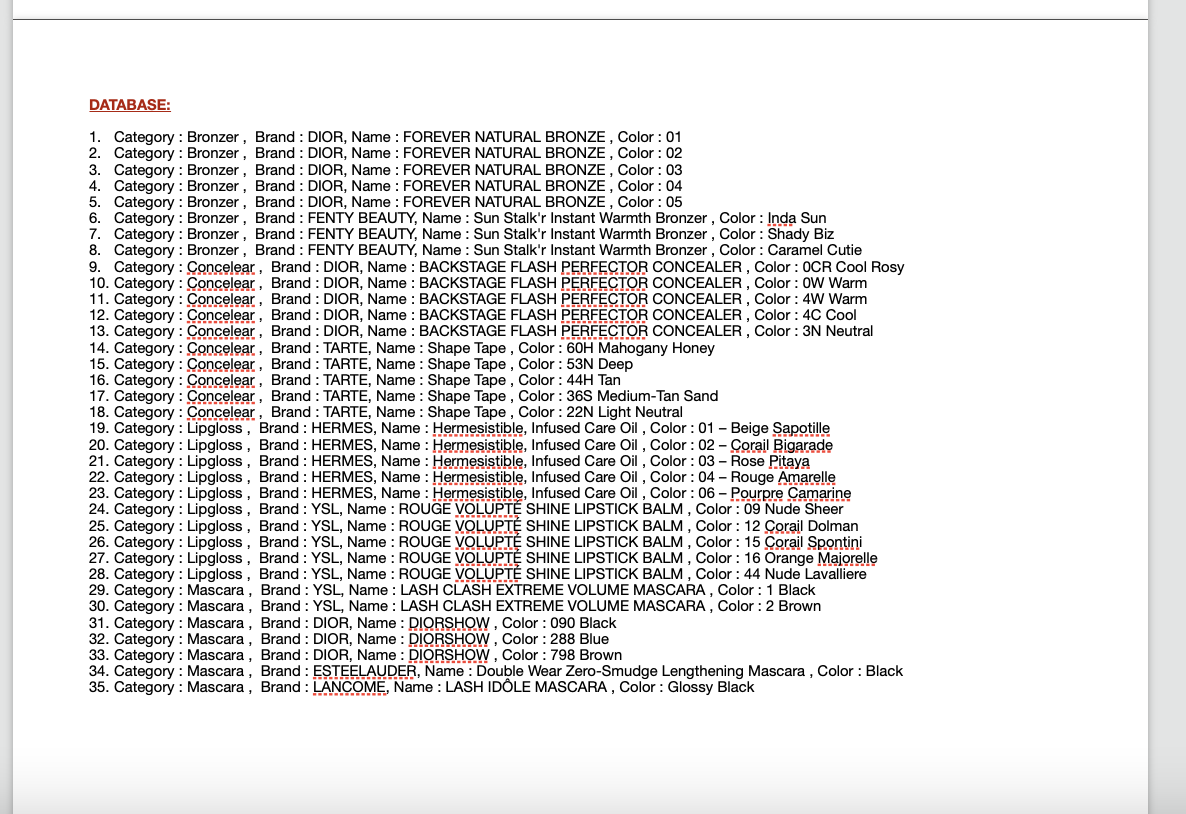 DATABASE:
1. Category : Bronzer , Brand : DIOR, Name : FOREVER NATURAL BRONZE , Color : 01
2. Category : Bronzer , Brand : DIOR, Name : FOREVER NATURAL BRONZE , Color : 02
3. Category : Bronzer , Brand : DIOR, Name : FOREVER NATURAL BRONZE , Color : 03
4. Category : Bronzer , Brand : DIOR, Name : FOREVER NATURAL BRONZE , Color : 04
5. Category : Bronzer , Brand : DIOR, Name : FOREVER NATURAL BRONZE , Color : 05
6. Category : Bronzer , Brand : FENTY BEAUTY, Name : Sun Stalk'r Instant Warmth Bronzer , Color : Inda Sun
7. Category : Bronzer , Brand : FENTY BEAUTY, Name : Sun Stalk'r Instant Warmth Bronzer , Color : Shady Biz
8. Category : Bronzer , Brand : FENTY BEAUTY, Name : Sun Stalk'r Instant Warmth Bronzer , Color : Caramel Cutie
9. Category : Concelear , Brand : DIOR, Name : BACKSTAGE FLASH PERFECTOR CONCEALER , Color : 0CR Cool Rosy
10. Category : Concelear , Brand : DIOR, Name : BACKSTAGE FLASH PERFECTOR CONCEALER , Color : 0W Warm
11. Category : Concelear , Brand : DIOR, Name : BACKSTAGE FLASH PERFECTOR CONCEALER , Color : 4W Warm
12. Category : Concelear , Brand : DIOR, Name : BACKSTAGE FLASH PERFECTOR CONCEALER , Color : 4C Cool
13. Category : Concelear , Brand : DIOR, Name : BACKSTAGE FLASH PERFECTOR CONCEALER , Color : 3N Neutral
14. Category : Concelear , Brand : TARTE, Name : Shape Tape , Color : 60H Mahogany Honey
15. Category : Concelear , Brand : TARTE, Name : Shape Tape , Color : 53N Deep
16. Category : Concelear , Brand : TARTE, Name : Shape Tape , Color : 44H Tan
17. Category : Concelear , Brand : TARTE, Name : Shape Tape , Color : 36S Medium-Tan Sand
18. Category : Concelear , Brand : TARTE, Name : Shape Tape , Color : 22N Light Neutral
19. Category : Lipgloss , Brand : HERMES, Name : Hermesistible, Infused Care Oil , Color : 01 – Beige Sapotille
20. Category : Lipgloss , Brand : HERMES, Name : Hermesistible, Infused Care Oil , Color : 02 – Corail Bigarade
21. Category : Lipgloss , Brand : HERMES, Name : Hermesistible, Infused Care Oil , Color : 03 – Rose Pitaya
22. Category : Lipgloss , Brand : HERMES, Name : Hermesistible, Infused Care Oil , Color : 04 – Rouge Amarelle
23. Category : Lipgloss , Brand : HERMES, Name : Hermesistible, Infused Care Oil , Color : 06 – Pourpre Camarine
24. Category : Lipgloss , Brand : YSL, Name : ROUGE VOLUPTÉ SHINE LIPSTICK BALM , Color : 09 Nude Sheer
25. Category : Lipgloss , Brand : YSL, Name : ROUGE VOLUPTÉ SHINE LIPSTICK BALM , Color : 12 Corail Dolman
26. Category : Lipgloss , Brand : YSL, Name : ROUGE VOLUPTÉ SHINE LIPSTICK BALM , Color : 15 Corail Spontini
27. Category : Lipgloss , Brand : YSL, Name : ROUGE VOLUPTÉ SHINE LIPSTICK BALM , Color : 16 Orange Majorelle
28. Category : Lipgloss , Brand : YSL, Name : ROUGE VOLUPTÉ SHINE LIPSTICK BALM , Color : 44 Nude Lavalliere
29. Category : Mascara , Brand : YSL, Name : LASH CLASH EXTREME VOLUME MASCARA , Color : 1 Black
30. Category : Mascara , Brand : YSL, Name : LASH CLASH EXTREME VOLUME MASCARA , Color : 2 Brown
31. Category : Mascara , Brand : DIOR, Name : DIORSHOW , Color : 090 Black
32. Category : Mascara , Brand : DIOR, Name : DIORSHOW , Color : 288 Blue
33. Category : Mascara , Brand : DIOR, Name : DIORSHOW , Color : 798 Brown
34. Category : Mascara , Brand : ESTEELAUDER, Name : Double Wear Zero-Smudge Lengthening Mascara , Color : Black
35. Category : Mascara , Brand : LANCOME, Name : LASH IDÔLE MASCARA , Color : Glossy Black